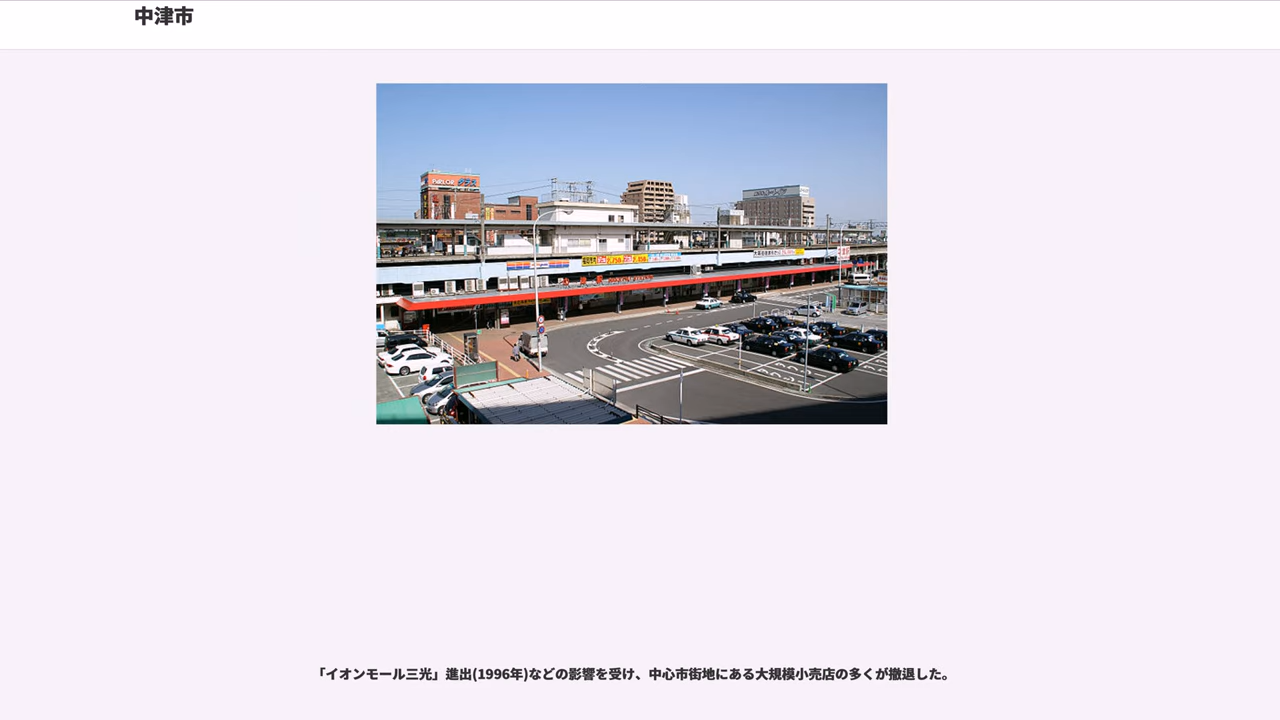 中津市
PARLOR
「イオンモール三光」進出(1996年)などの影響を受け、中心市街地にある大規模小売店の多くが撤退した。